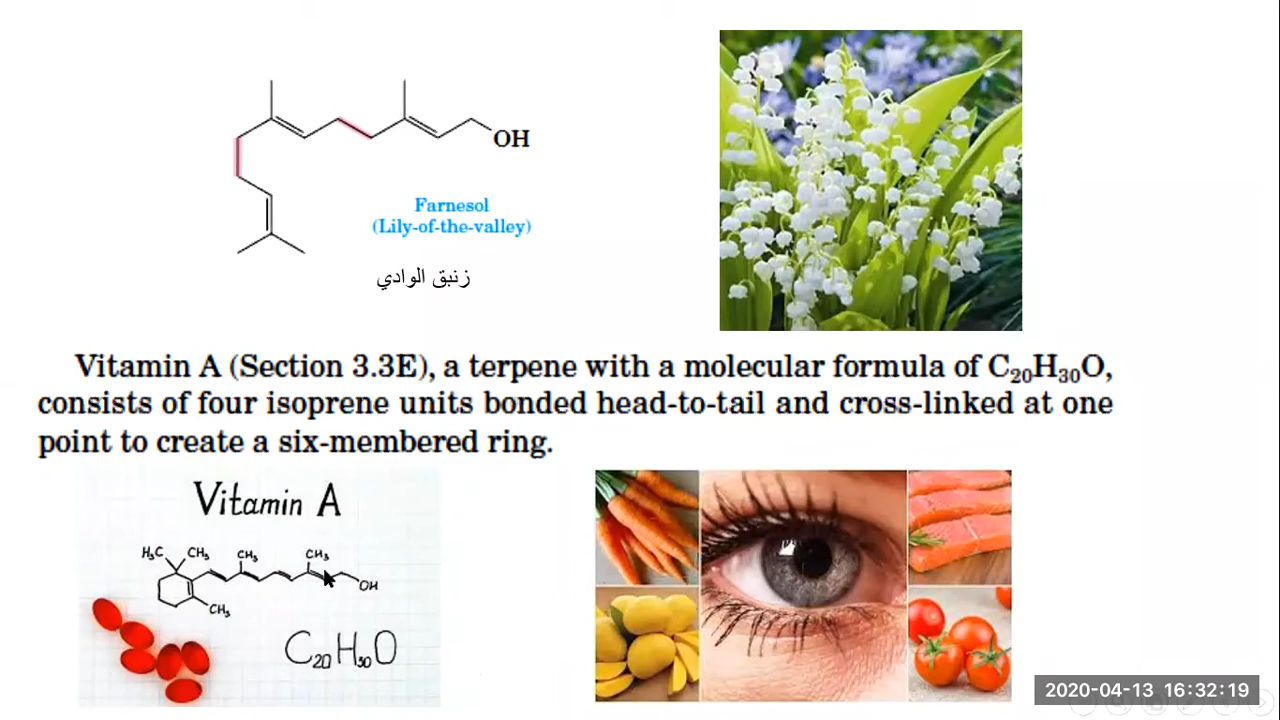 OH
Farnesol
(Lily-of-the-valley)
زنبق الوادي
Vitamin A (Section 3.3E), a terpene with a molecular formula of C₂₀H₃₀O,
consists of four isoprene units bonded head-to-tail and cross-linked at one
point to create a six-membered ring.
Vitamin A
H₃C CH₃ CH₃ CH₃
OH
CH₃
C₂₀H₃₀O
2020-04-13 16:32:19